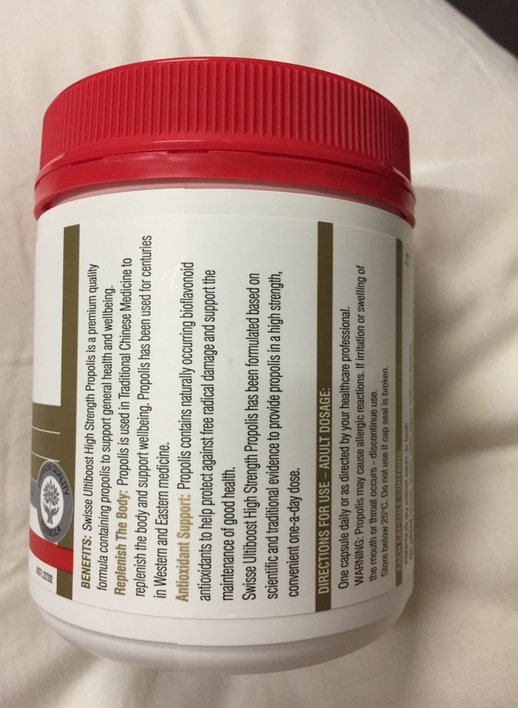 QUALITY
FORMULA
BENEFITS: Swisse Ultiboost High Strength Propolis is a premium quality
formula containing propolis to support general health and wellbeing.
Replenish The Body: Propolis is used in Traditional Chinese Medicine to
replenish the body and support wellbeing. Propolis has been used for centuries
in Western and Eastern medicine.
Antioxidant Support: Propolis contains naturally occurring bioflavonoid
antioxidants to help protect against free radical damage and support the
maintenance of good health.
Swisse Ultiboost High Strength Propolis has been formulated based on
scientific and traditional evidence to provide propolis in a high strength,
convenient one-a-day dose.
DIRECTIONS FOR USE – ADULT DOSAGE:
One capsule daily or as directed by your healthcare professional.
WARNING: Propolis may cause allergic reactions. If irritation or swelling of
the mouth or throat occurs - discontinue use.
Store below 25°C. Do not use if cap seal is broken.
EACH CAPSULE CONTAINS: